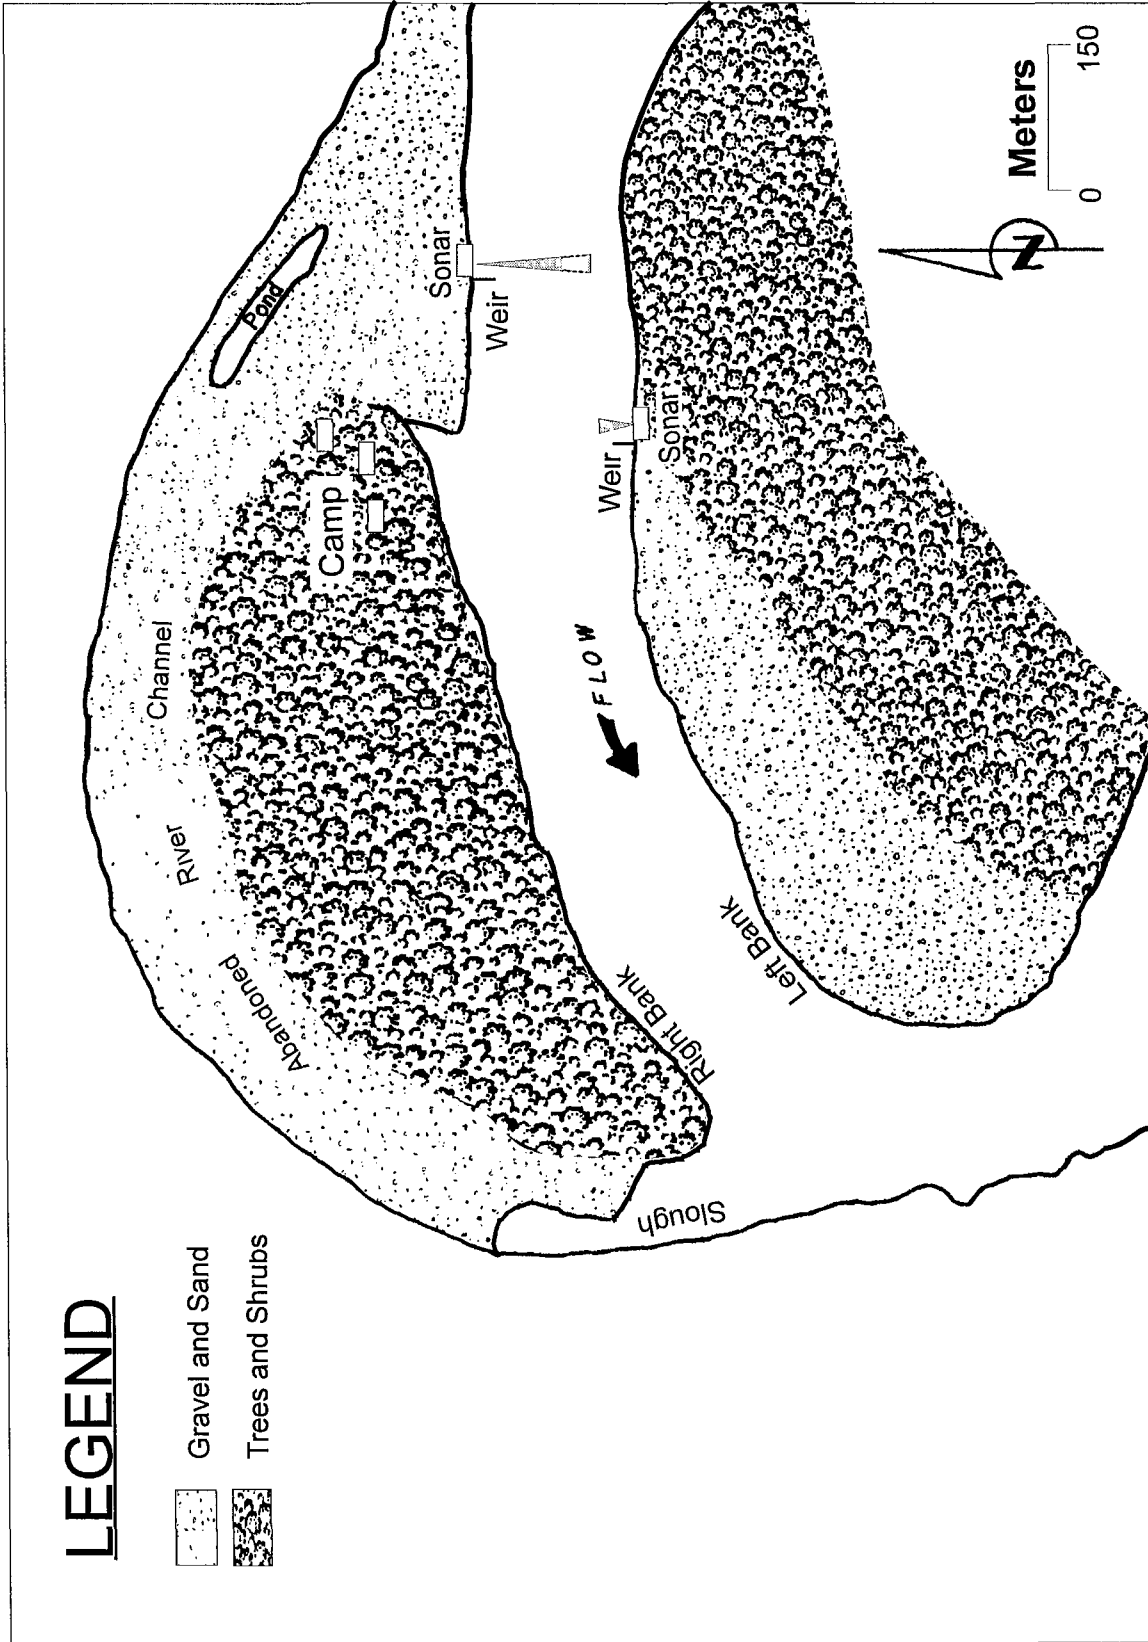 LEGEND
Gravel and Sand
Trees and Shrubs
Abandoned
River
Channel
Pond
Camp
Sonar
Weir
FLOW
Weir
Sonar
Right Bank
Left Bank
Slough
N
Meters
0 150